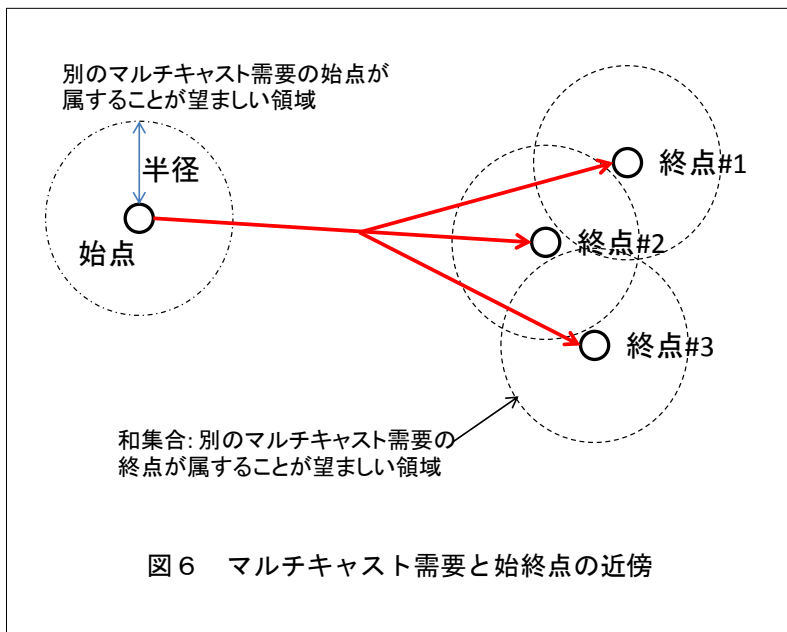 別のマルチキャスト需要の始点が
属することが望ましい領域
半径
始点
終点#1
終点#2
終点#3
和集合: 別のマルチキャスト需要の
終点が属することが望ましい領域
図６　マルチキャスト需要と始終点の近傍